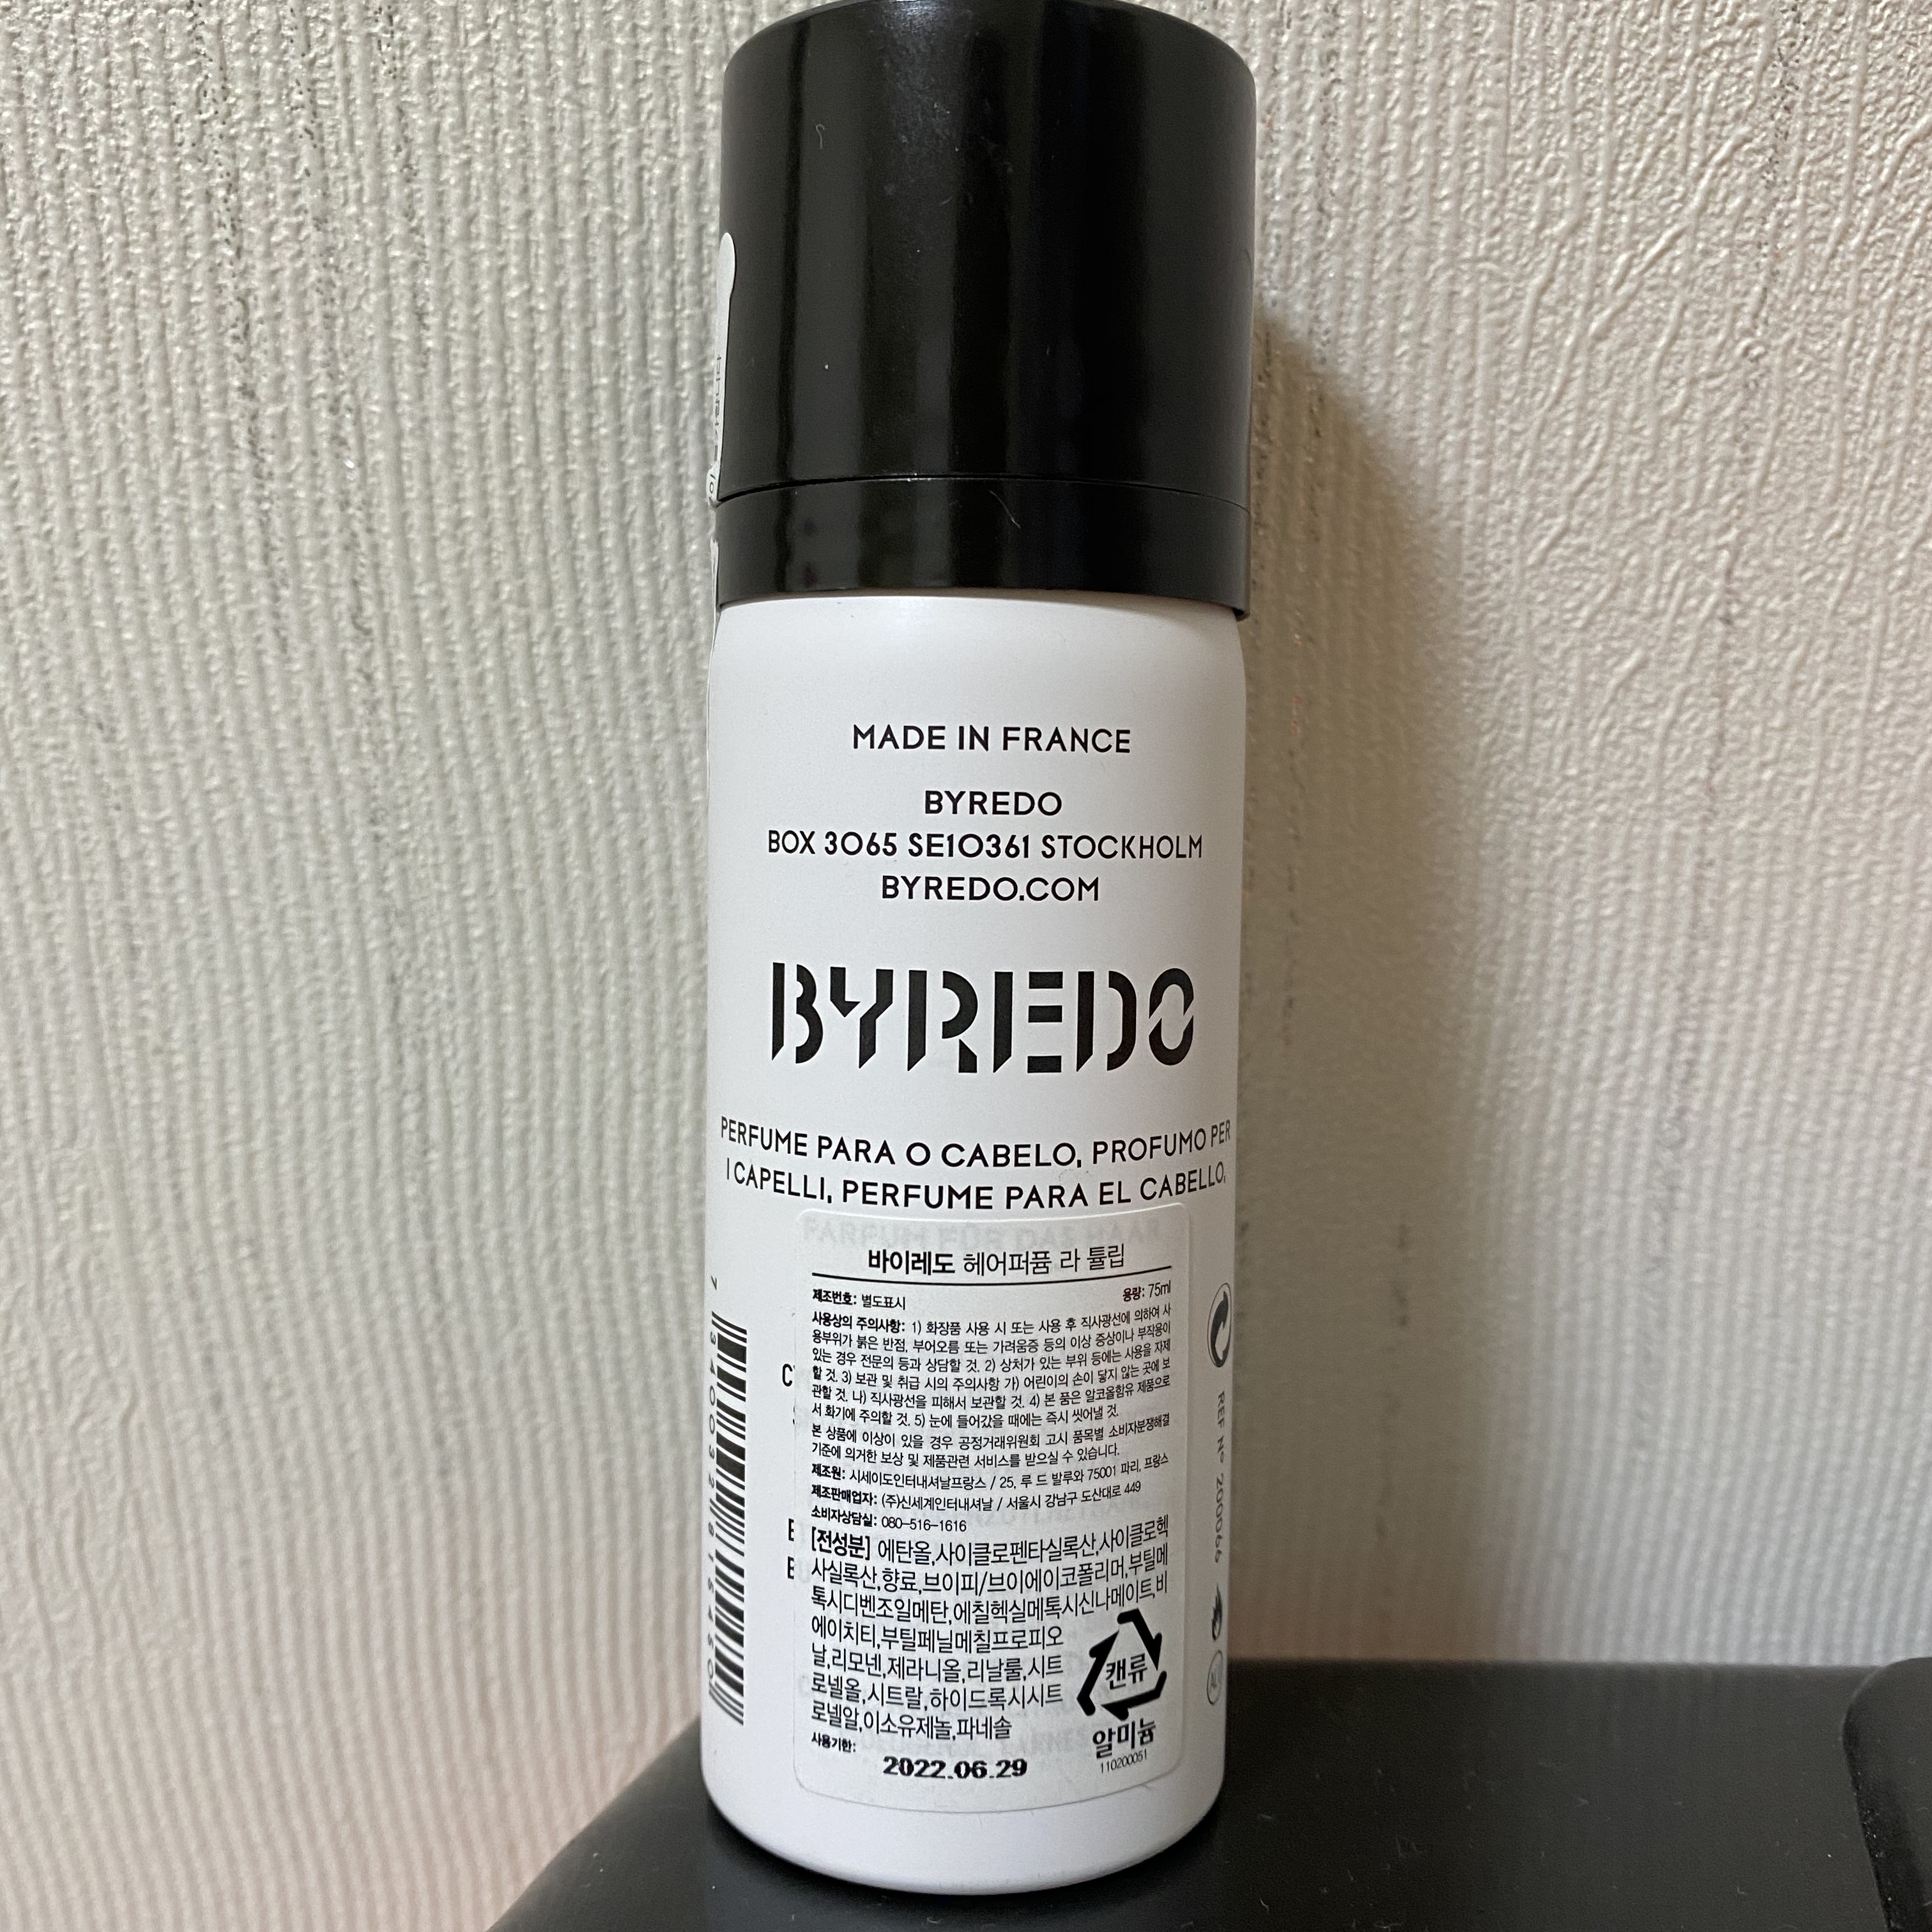 MADE IN FRANCE
BYREDO
BOX 3065 SE10361 STOCKHOLM
BYREDO.COM
BYREDO
PERFUME PARA O CABELO, PROFUMO PER
I CAPELLI, PERFUME PARA EL CABELLO,
PARFUM FÜR DAS HAAR
바이레도 헤어퍼퓸 라 튤립
제조번호: 별도표시 용량: 75ml
사용상의 주의사항: 1) 화장품 사용 시 또는 사용 후 직사광선에 의하여 사
용부위가 붉은 반점, 부어오름 또는 가려움증 등의 이상 증상이나 부작용이
있는 경우 전문의 등과 상담할 것. 2) 상처가 있는 부위 등에는 사용을 자제
할 것. 3) 보관 및 취급 시의 주의사항 가) 어린이의 손이 닿지 않는 곳에 보
관할 것. 나) 직사광선을 피해서 보관할 것. 4) 본 품은 알코올함유 제품으로
서 화기에 주의할 것. 5) 눈에 들어갔을 때에는 즉시 씻어낼 것.
본 상품에 이상이 있을 경우 공정거래위원회 고시 품목별 소비자분쟁해결
기준에 의거한 보상 및 제품관련 서비스를 받으실 수 있습니다.
제조원: 시세이도인터내셔날프랑스 / 25, 루 드 발루와 75001 파리, 프랑스
제조판매업자: (주)신세계인터내셔날 / 서울시 강남구 도산대로 449
소비자상담실: 080-516-1616
[전성분] 에탄올,사이클로펜타실록산,사이클로헥
사실록산,향료,브이피/브이에이코폴리머,부틸메
톡시디벤조일메탄,에칠헥실메톡시신나메이트,비
에이치티,부틸페닐메칠프로피오
날,리모넨,제라니올,리날룰,시트
로넬올,시트랄,하이드록시시트
로넬알,이소유제놀,파네솔
캔류
알미늄
110200051
사용기한:
2022.06.29
REF N° 200066